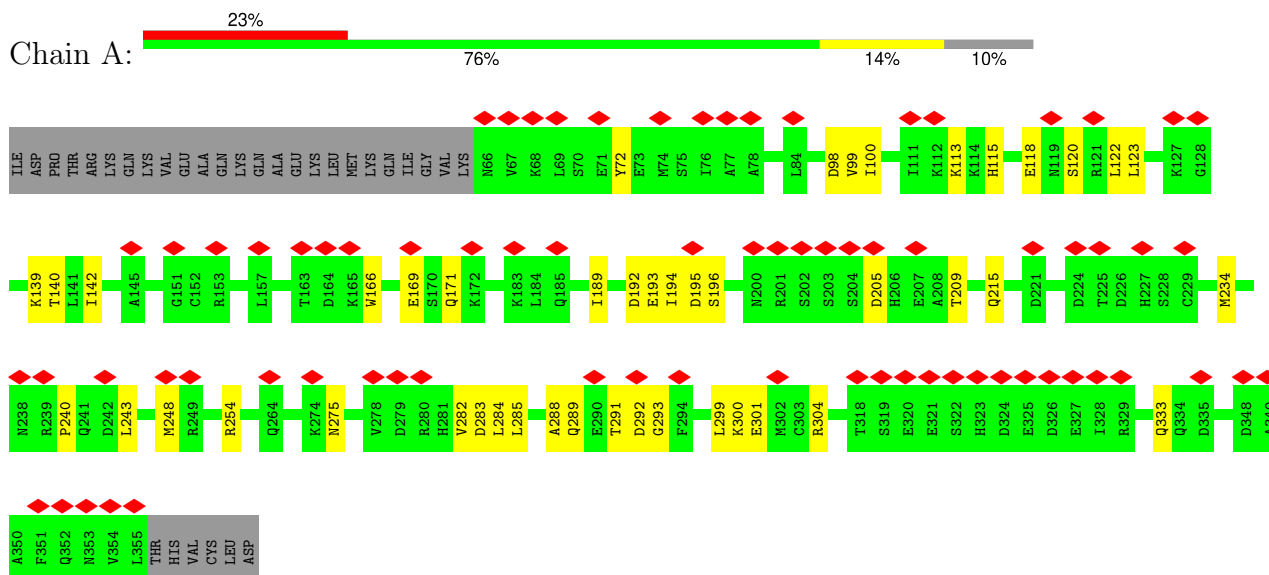 23%
Chain A:
76% 14% 10%
ILE ASP PRO THR ARG LYS GLN LYS VAL GLU ALA GLN LYS GLN ALA GLU LYS LEU MET LYS GLN ILE GLY VAL LYS N66 V67 K68 L69 S70 E71 Y72 E73 M74 S75 I76 A77 A78 L84 D98 V99 I100 I111 K112 K113 K114 H115 E118 N119 S120 R121 L122 L123 K127 G128
K139 T140 L141 I142 A145 G151 C152 R153 L157 T163 D164 K165 W166 E169 S170 Q171 K172 K183 L184 Q185 I189 D192 E193 I194 D195 S196 N200 R201 S202 S203 S204 D205 H206 E207 A208 T209 Q215 D221 D224 T225 D226 H227 S228 C229 M234
N238 R239 P240 Q241 D242 L243 M248 R249 R254 Q264 K274 N275 V278 D279 R280 H281 V282 D283 L284 L285 A288 Q289 E290 T291 D292 G293 F294 L299 K300 E301 M302 C303 R304 T318 S319 E320 E321 S322 H323 D324 E325 D326 E327 I328 R329 Q333 Q334 D335 D348 A349
A350 F351 Q352 N353 V354 L355 THR HIS VAL CYS LEU ASP